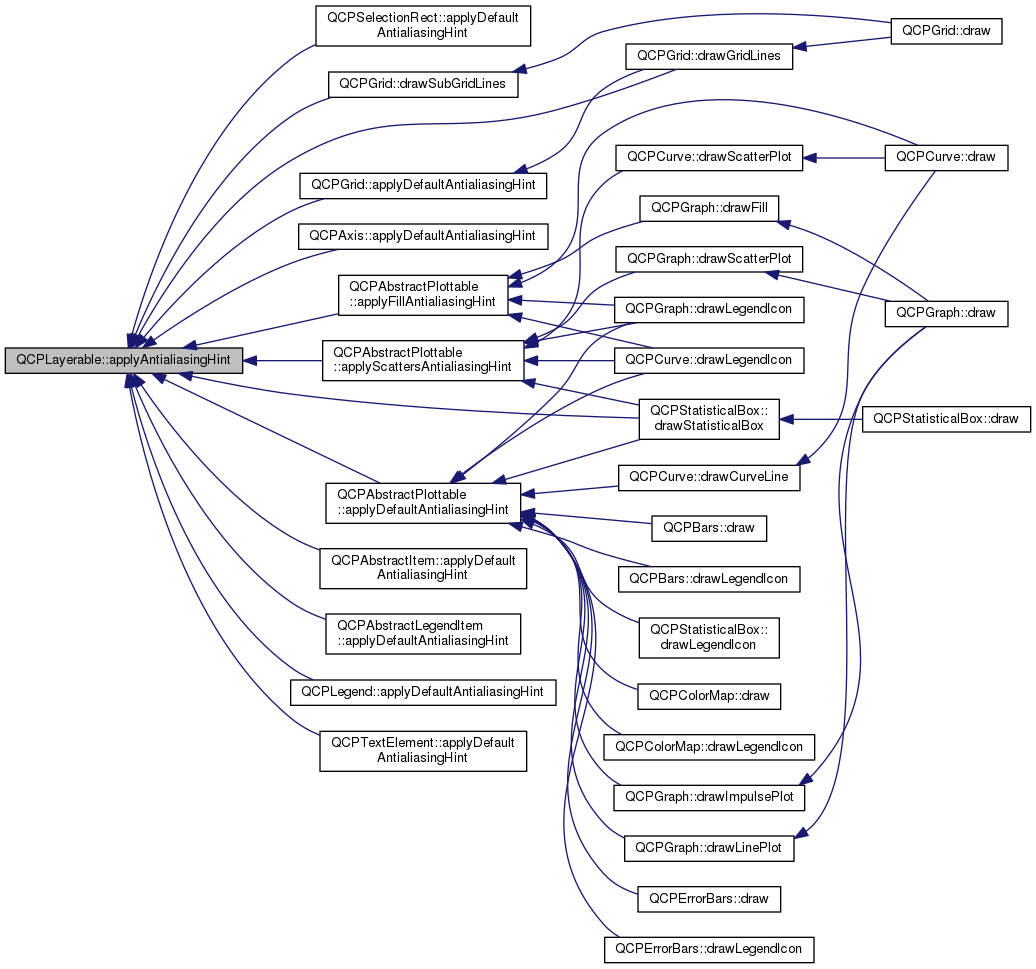 QCPSelectionRect::applyDefault
AntialiasingHint
QCPGrid::draw
QCPGrid::drawGridLines
QCPGrid::drawSubGridLines
QCPCurve::drawScatterPlot
QCPCurve::draw
QCPGrid::applyDefaultAntialiasingHint
QCPGraph::drawFill
QCPAxis::applyDefaultAntialiasingHint
QCPGraph::drawScatterPlot
QCPAbstractPlottable
::applyFillAntialiasingHint
QCPGraph::drawLegendIcon
QCPGraph::draw
QCPLayerable::applyAntialiasingHint
QCPAbstractPlottable
::applyScattersAntialiasingHint
QCPCurve::drawLegendIcon
QCPStatisticalBox::
drawStatisticalBox
QCPStatisticalBox::draw
QCPCurve::drawCurveLine
QCPAbstractPlottable
::applyDefaultAntialiasingHint
QCPBars::draw
QCPAbstractItem::applyDefault
AntialiasingHint
QCPBars::drawLegendIcon
QCPAbstractLegendItem
::applyDefaultAntialiasingHint
QCPStatisticalBox::
drawLegendIcon
QCPLegend::applyDefaultAntialiasingHint
QCPColorMap::draw
QCPTextElement::applyDefault
AntialiasingHint
QCPColorMap::drawLegendIcon
QCPGraph::drawImpulsePlot
QCPGraph::drawLinePlot
QCPErrorBars::draw
QCPErrorBars::drawLegendIcon